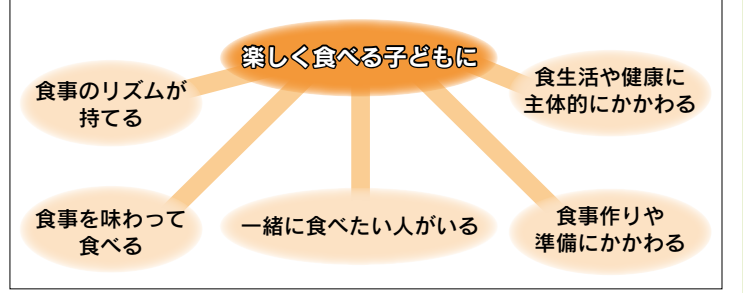 楽しく食べる子どもに
食事のリズムが
持てる
食生活や健康に
主体的にかかわる
食事を味わって
食べる
一緒に食べたい人がいる
食事作りや
準備にかかわる